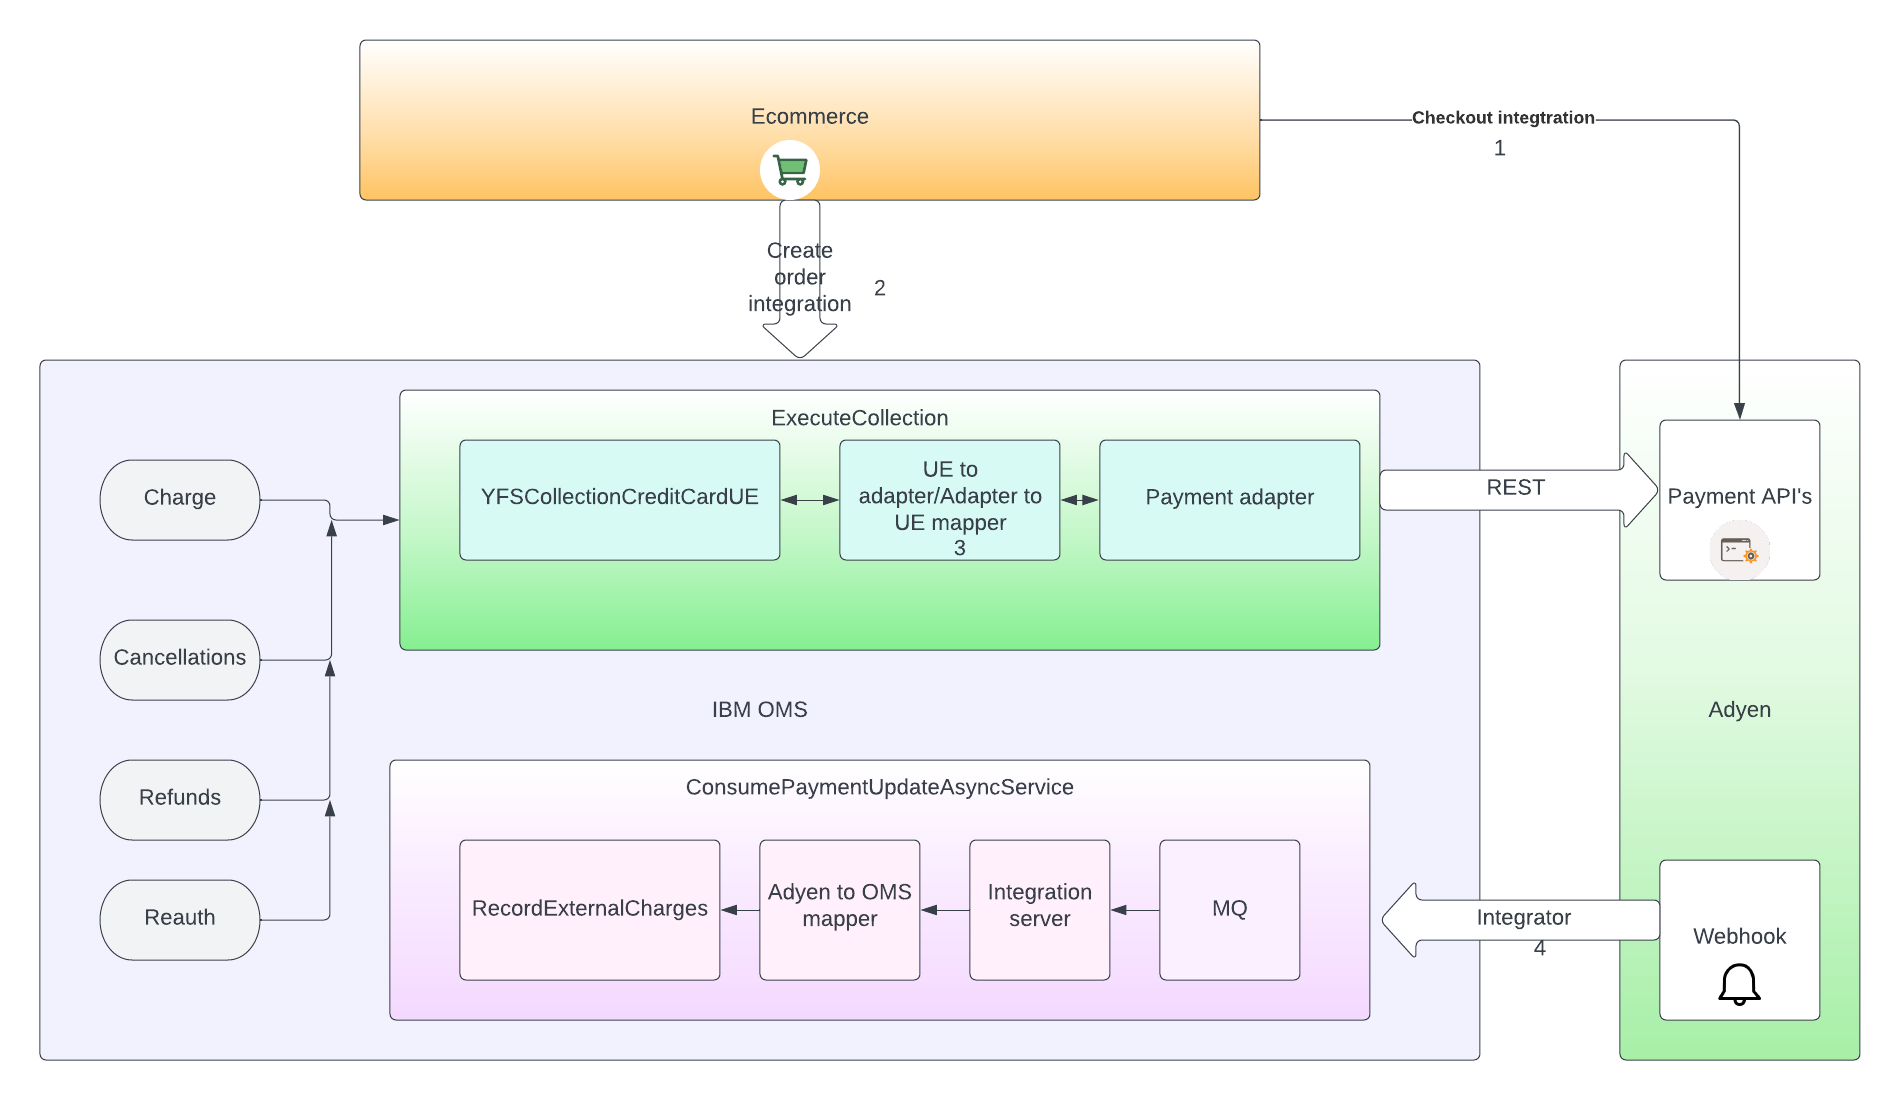 Ecommerce
Checkout integtration
1
Create
order
integration
2
ExecuteCollection
YFSCollectionCreditCardUE
UE to
adapter/Adapter to
UE mapper
3
Payment adapter
REST
Payment API's
Charge
Cancellations
Refunds
Reauth
IBM OMS
Adyen
ConsumePaymentUpdateAsyncService
RecordExternalCharges
Adyen to OMS
mapper
Integration
server
MQ
Integrator
4
Webhook